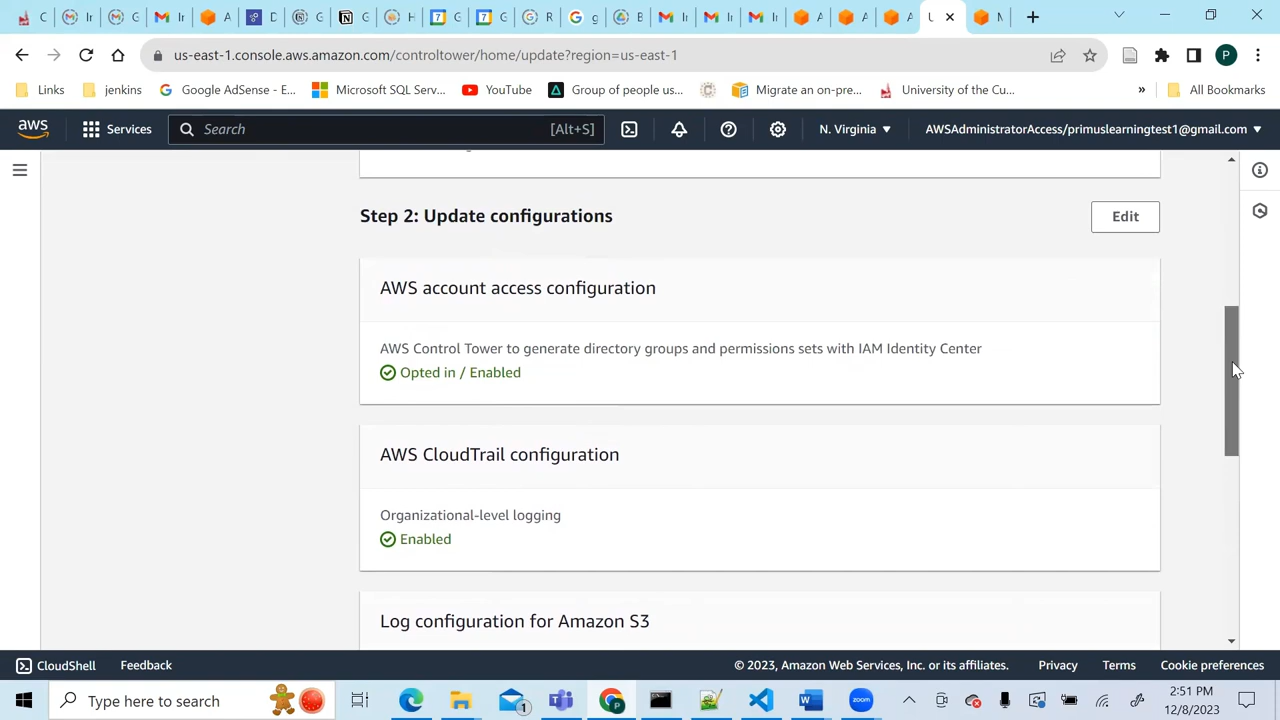 us-east-1.console.aws.amazon.com/controltower/home/update?region=us-east-1
P
Links
jenkins
Google AdSense - E...
Microsoft SQL Serv...
YouTube
Group of people us...
Migrate an on-pre...
University of the Cu...
»
All Bookmarks
aws
Services
Search
[Alt+S]
N. Virginia
AWSAdministratorAccess/primuslearningtest1@gmail.com
Step 2: Update configurations
Edit
AWS account access configuration
AWS Control Tower to generate directory groups and permissions sets with IAM Identity Center
Opted in / Enabled
AWS CloudTrail configuration
Organizational-level logging
Enabled
Log configuration for Amazon S3
CloudShell
Feedback
© 2023, Amazon Web Services, Inc. or its affiliates.
Privacy
Terms
Cookie preferences
Type here to search
1
zoom
2:51 PM
12/8/2023